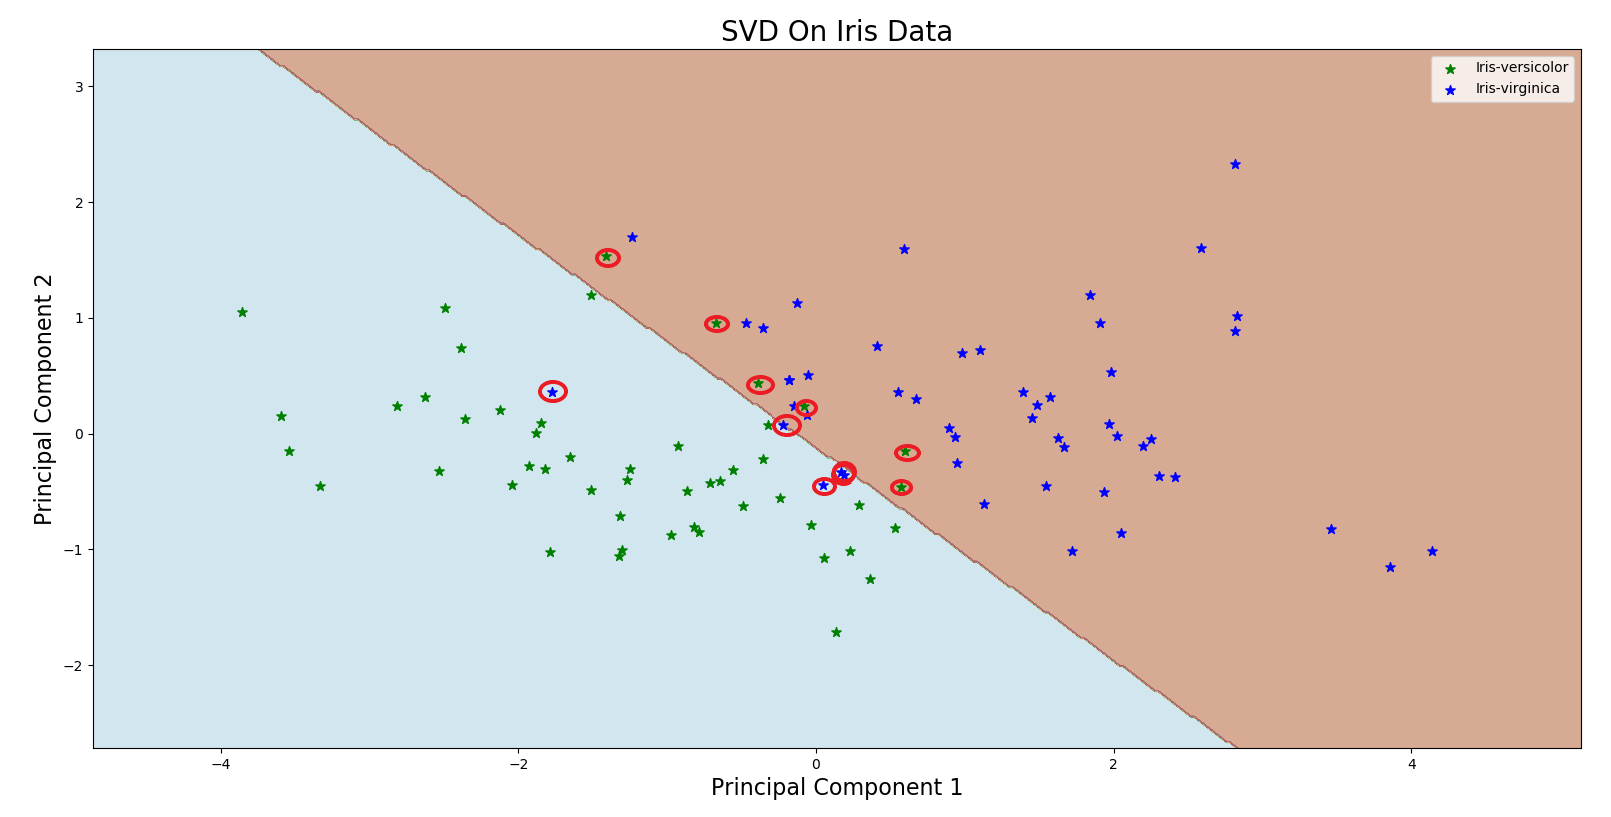 SVD On Iris Data
Iris-versicolor
Iris-virginica
3
2
1
0
−1
−2
Principal Component 2
−4
−2
0
2
4
Principal Component 1